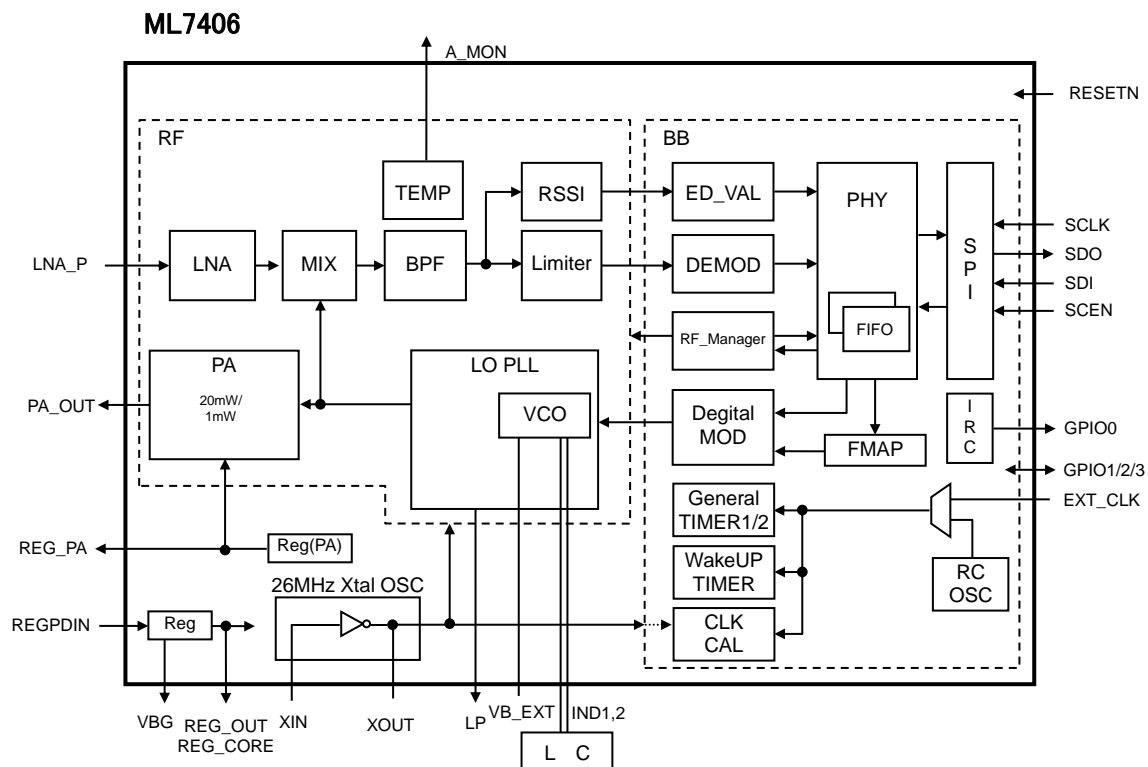 ML7406
A_MON
RESETN
RF
BB
TEMP
RSSI
ED_VAL
PHY
SPI
SCLK
SDO
SDI
SCEN
LNA_P
LNA
MIX
BPF
Limiter
DEMOD
FIFO
RF_Manager
PA
20mW/
1mW
PA_OUT
LO PLL
VCO
Degital
MOD
FMAP
IRC
GPIO0
GPIO1/2/3
EXT_CLK
General
TIMER1/2
REG_PA
Reg(PA)
WakeUP
TIMER
RC
OSC
26MHz Xtal OSC
REGPDIN
Reg
CLK
CAL
VBG
REG_OUT
REG_CORE
XIN
XOUT
LP
VB_EXT
IND1,2
L C